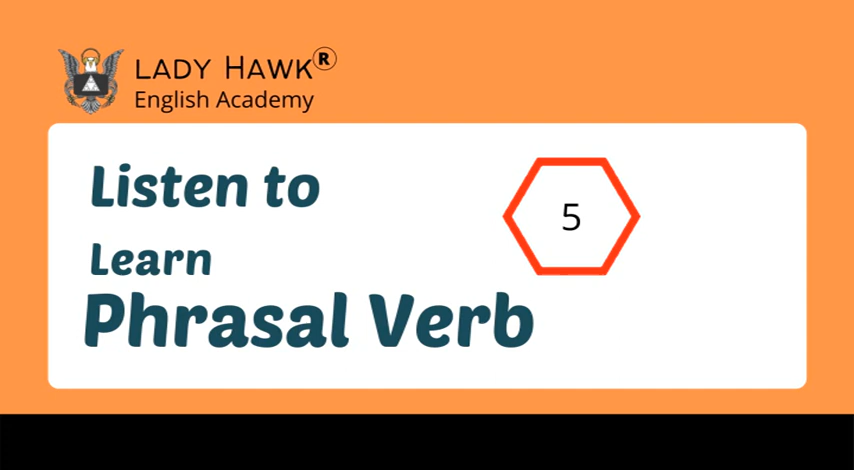 LADY HAWK®
English Academy
Listen to
Learn
Phrasal Verb
5